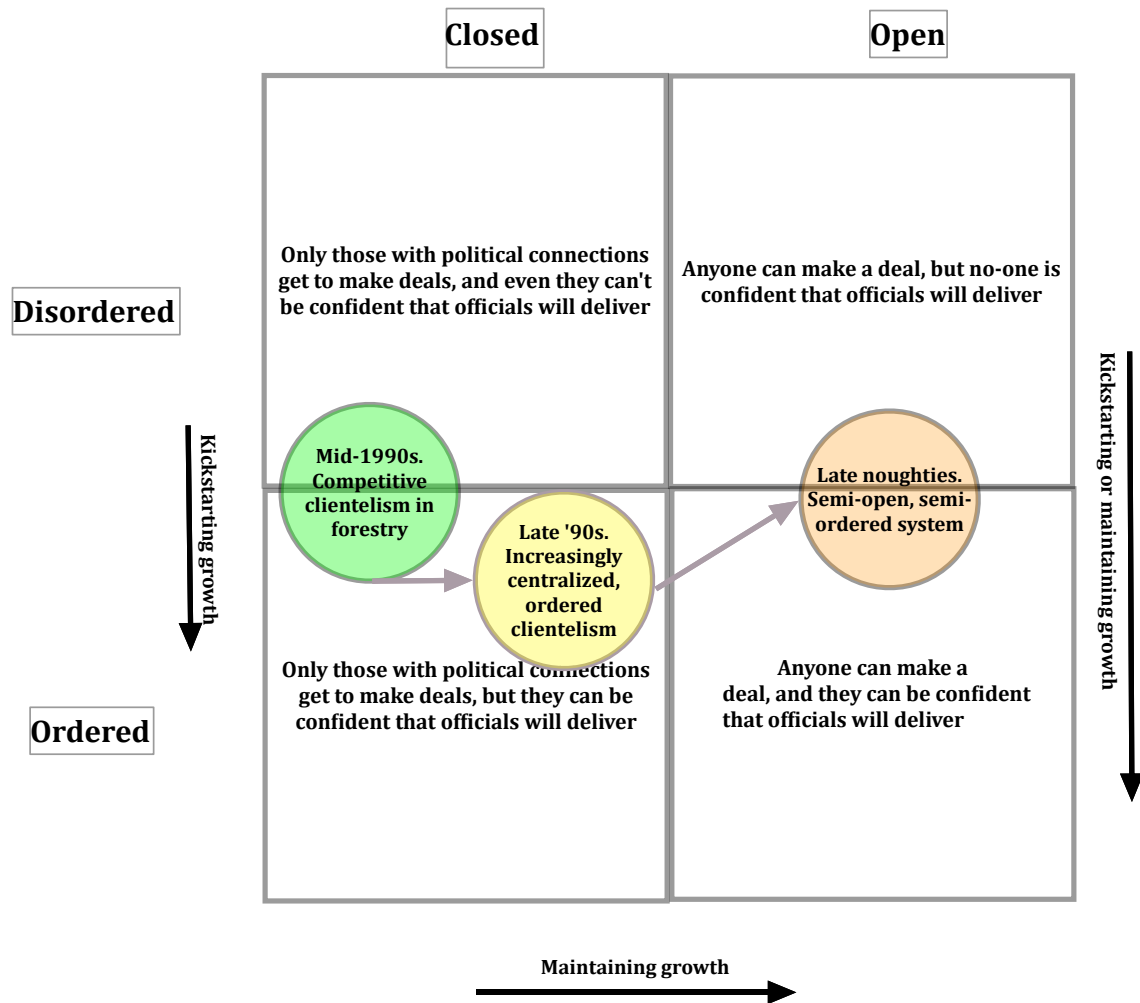 Closed
Open
Disordered
Only those with political connections
get to make deals, and even they can't
be confident that officials will deliver
Anyone can make a deal, but no-one is
confident that officials will deliver
Kickstarting growth
Mid-1990s.
Competitive
clientelism in
forestry
Late '90s.
Increasingly
centralized,
ordered
clientelism
Late noughties.
Semi-open, semi-
ordered system
Kickstarting or maintaining growth
Ordered
Only those with political connections
get to make deals, but they can be
confident that officials will deliver
Anyone can make a
deal, and they can be confident
that officials will deliver
Maintaining growth